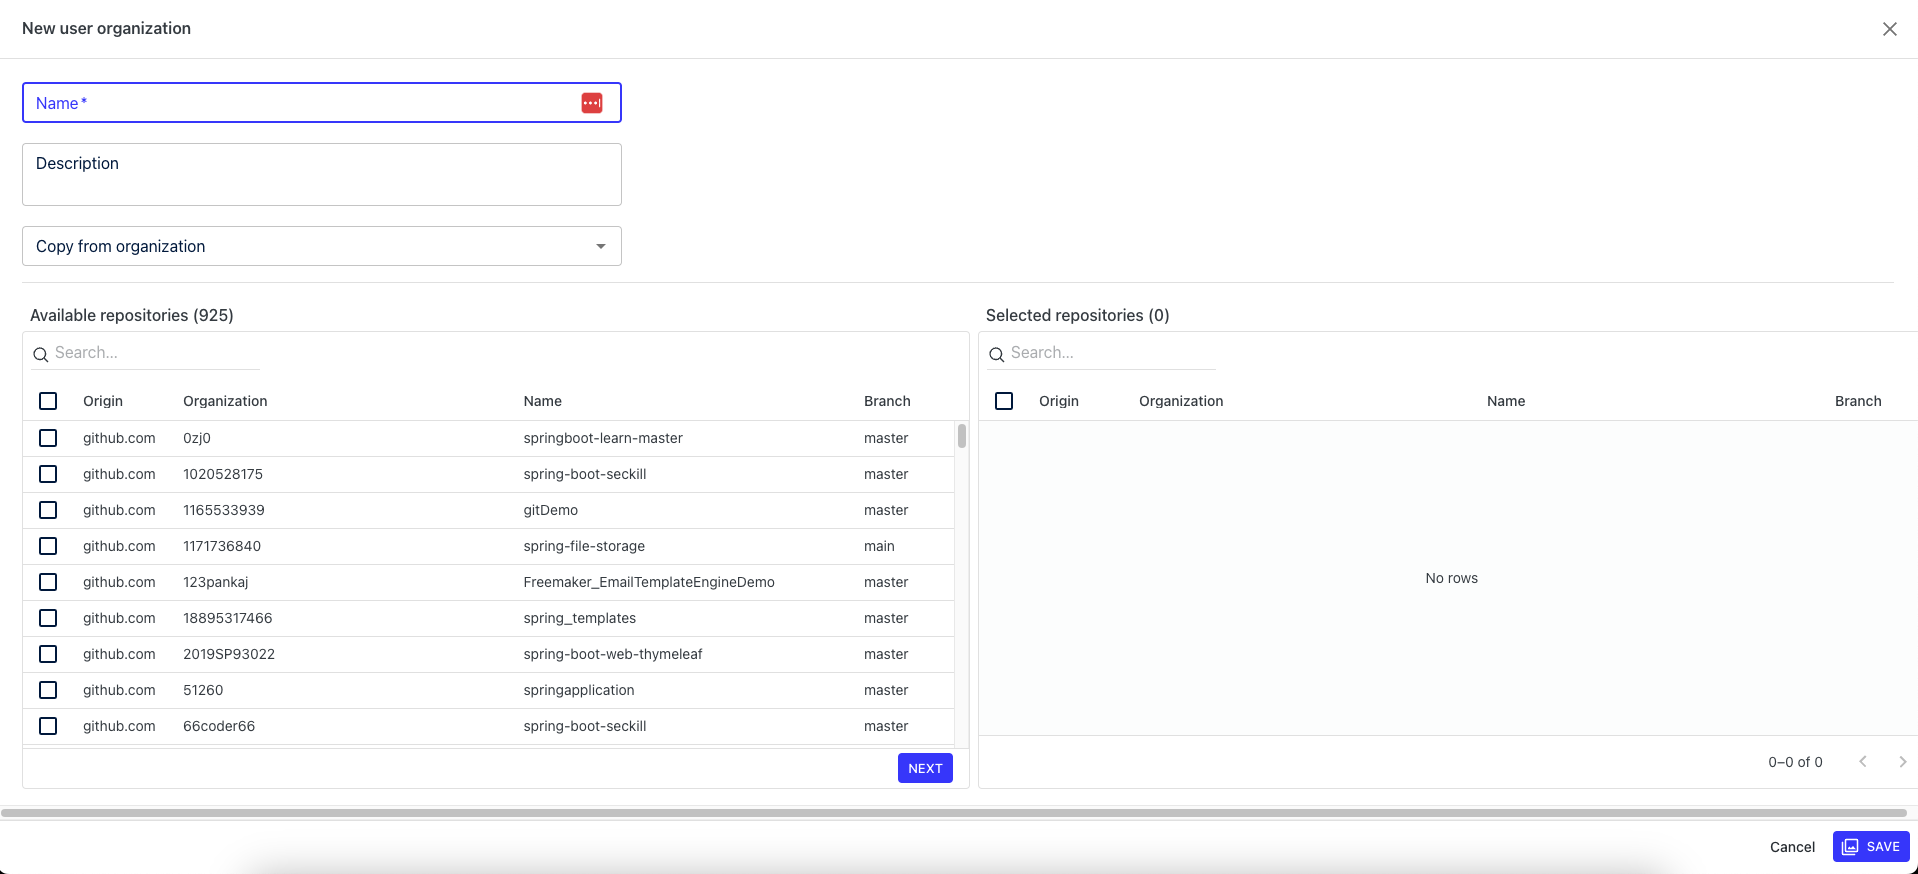 New user organization
Name *
Description
Copy from organization
Available repositories (925)
Search...
Origin Organization Name Branch
github.com 0zj0 springboot-learn-master master
github.com 1020528175 spring-boot-seckill master
github.com 1165533939 gitDemo master
github.com 1171736840 spring-file-storage main
github.com 123pankaj Freemaker_EmailTemplateEngineDemo master
github.com 18895317466 spring_templates master
github.com 2019SP93022 spring-boot-web-thymeleaf master
github.com 51260 springapplication master
github.com 66coder66 spring-boot-seckill master
NEXT
Selected repositories (0)
Search...
Origin Organization Name Branch
No rows
0–0 of 0
Cancel SAVE